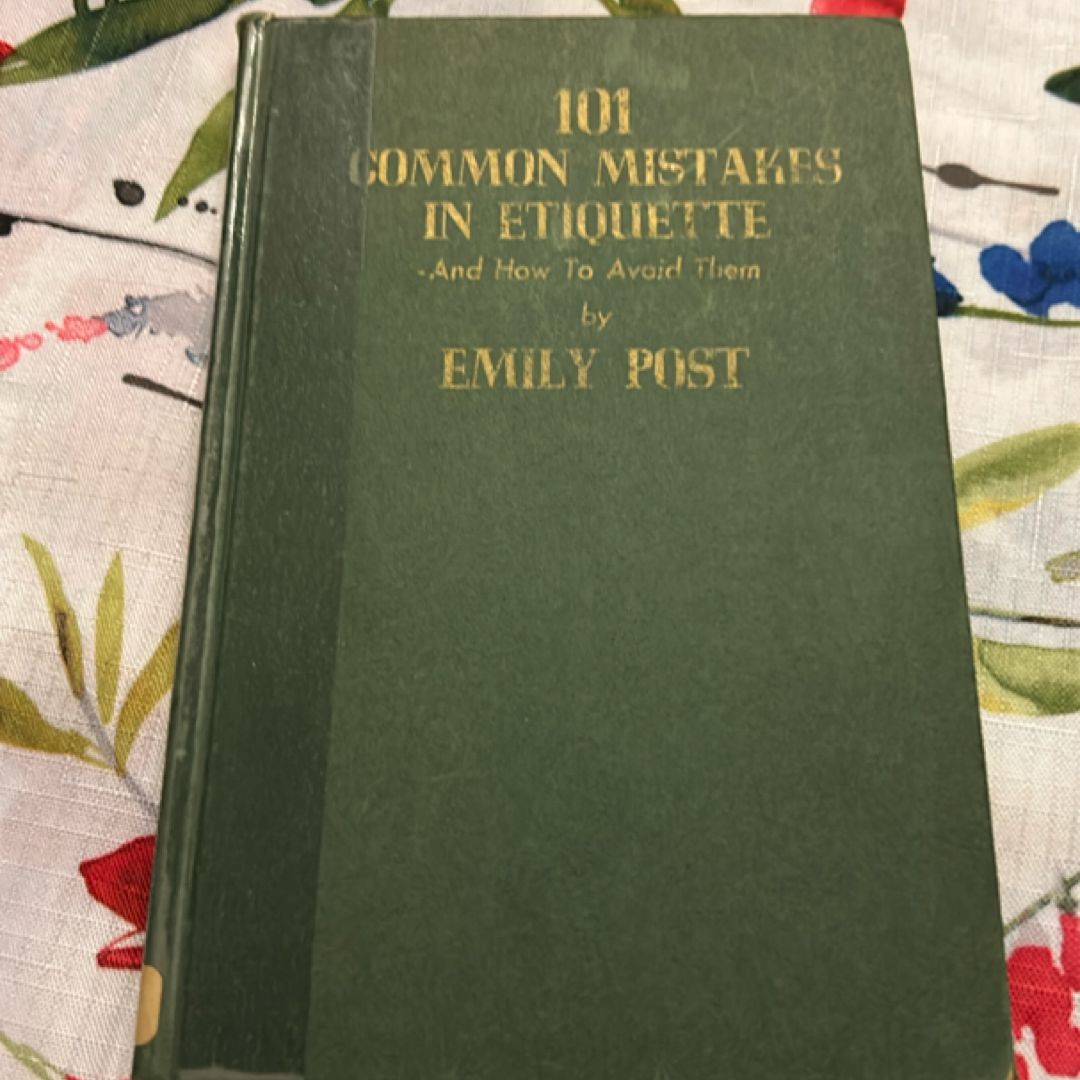 101
COMMON MISTAKES
IN ETIQUETTE
-And How To Avoid Them
by
EMILY POST